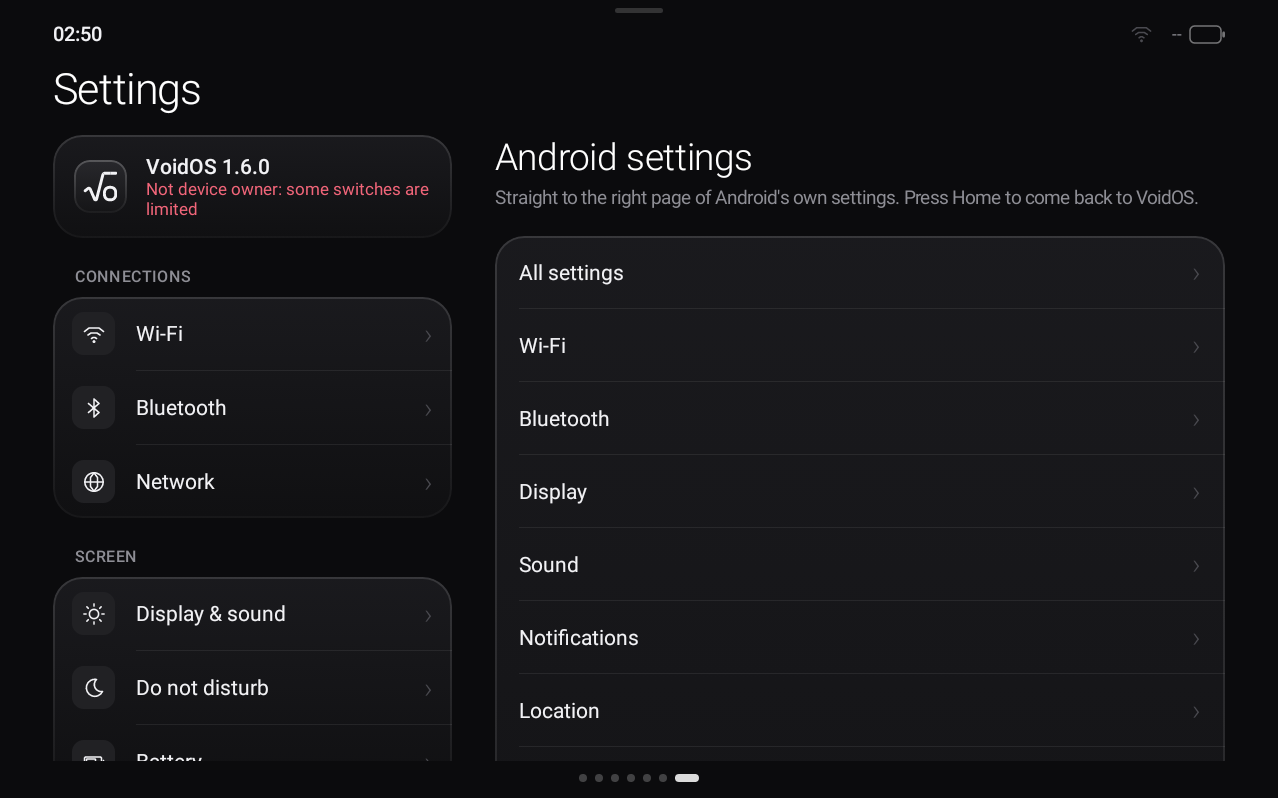 02:50
--
Settings
VoidOS 1.6.0
Not device owner: some switches are
limited
CONNECTIONS
Wi-Fi
Bluetooth
Network
SCREEN
Display & sound
Do not disturb
Battery
Android settings
Straight to the right page of Android's own settings. Press Home to come back to VoidOS.
All settings
Wi-Fi
Bluetooth
Display
Sound
Notifications
Location